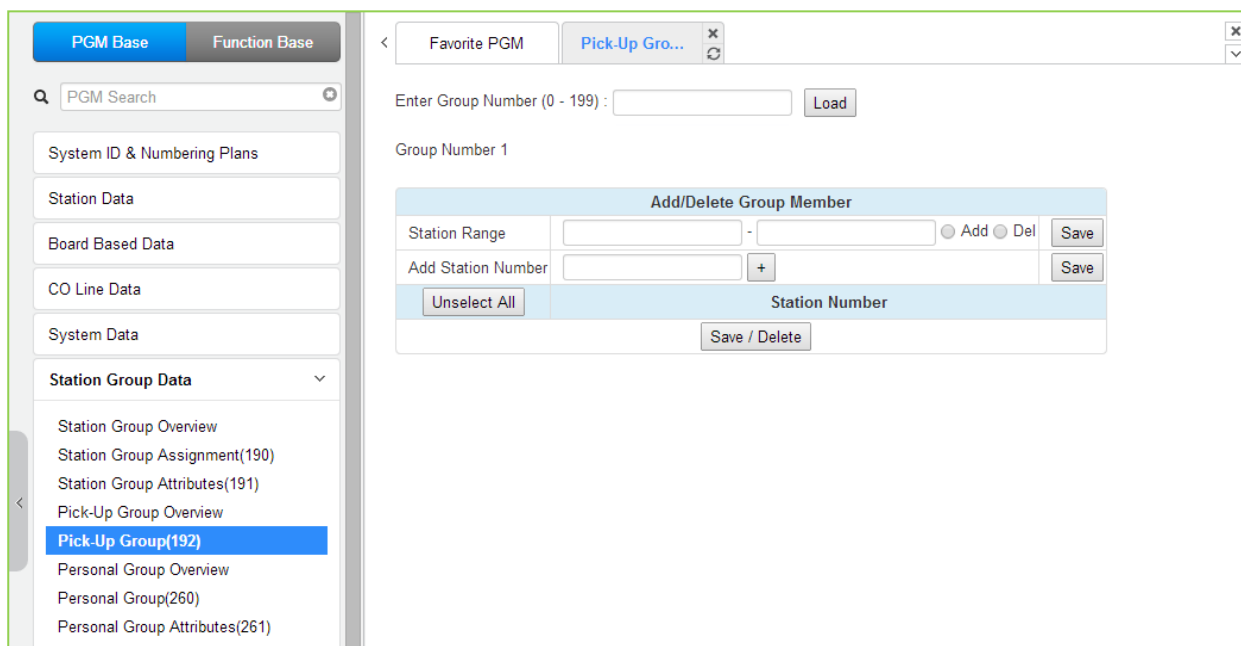 PGM Base
Function Base
PGM Search
System ID & Numbering Plans
Station Data
Board Based Data
CO Line Data
System Data
Station Group Data
Station Group Overview
Station Group Assignment(190)
Station Group Attributes(191)
Pick-Up Group Overview
Pick-Up Group(192)
Personal Group Overview
Personal Group(260)
Personal Group Attributes(261)
Favorite PGM
Pick-Up Gro...
Enter Group Number (0 - 199) :
Load
Group Number 1
Add/Delete Group Member
Station Range - Add Del Save
Add Station Number + Save
Unselect All Station Number
Save / Delete